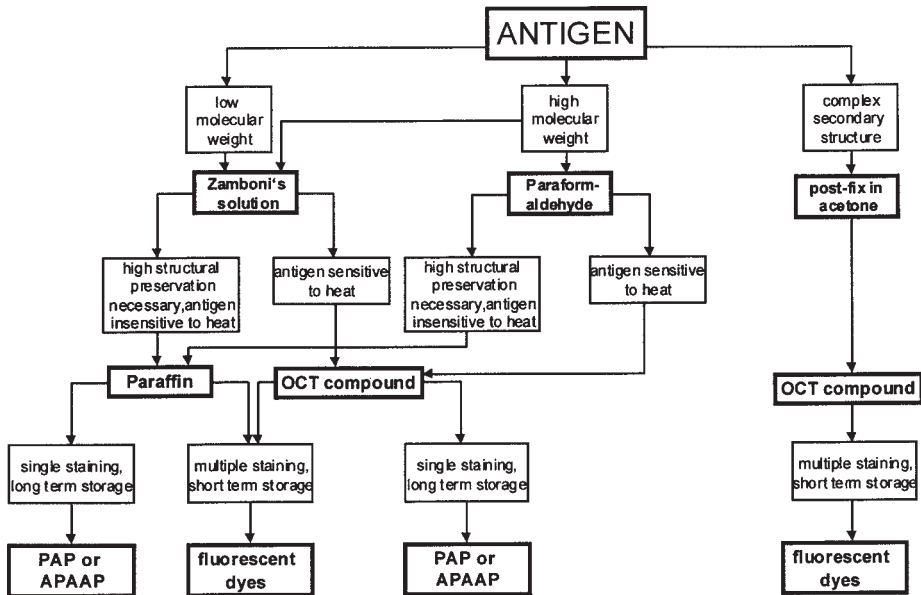 ANTIGEN
low
molecular
weight
high
molecular
weight
complex
secondary
structure
Zamboni's
solution
Paraform-
aldehyde
post-fix in
acetone
high structural
preservation
necessary,antigen
insensitive to heat
antigen sensitive
to heat
high structural
preservation
necessary,antigen
insensitive to heat
antigen sensitive
to heat
Paraffin
OCT compound
OCT compound
single staining,
long term storage
multiple staining,
short term storage
single staining,
long term storage
multiple staining,
short term storage
PAP or
APAAP
fluorescent
dyes
PAP or
APAAP
fluorescent
dyes